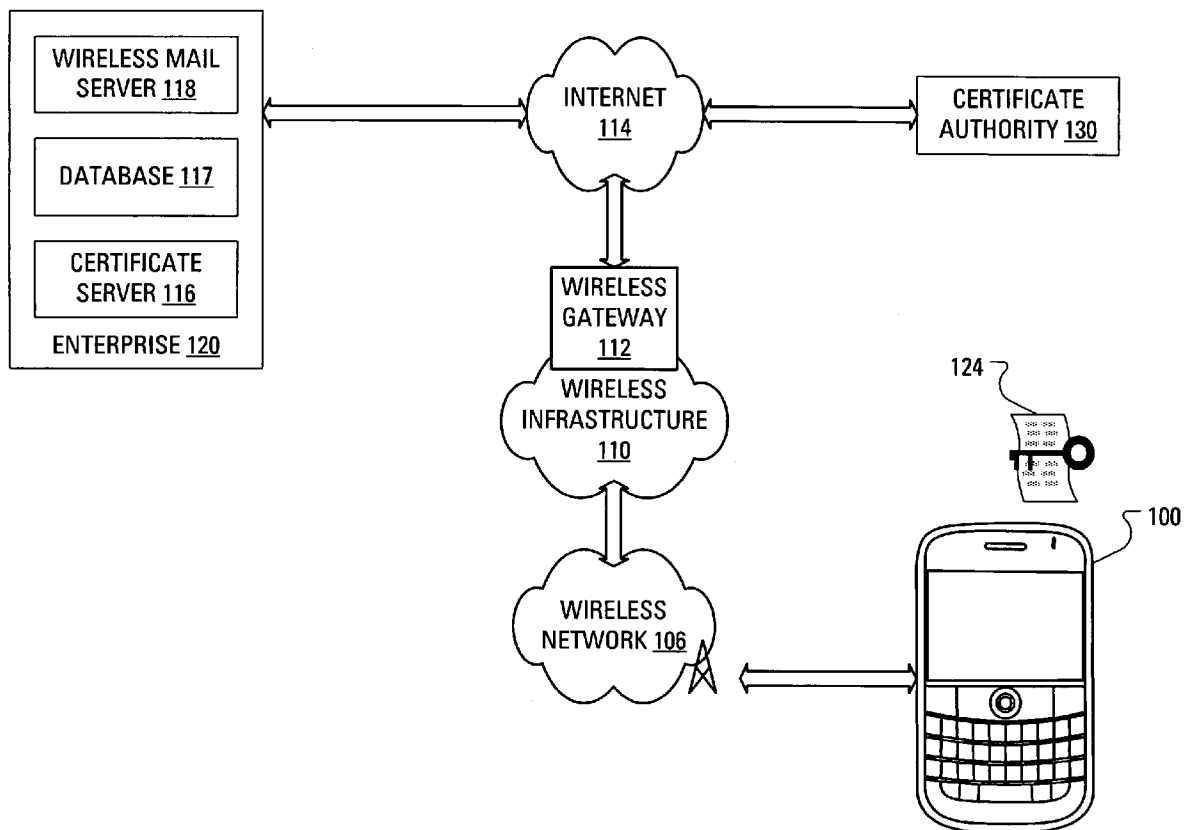 WIRELESS MAIL
SERVER 118
DATABASE 117
CERTIFICATE
SERVER 116
ENTERPRISE 120
INTERNET
114
CERTIFICATE
AUTHORITY 130
WIRELESS
GATEWAY
112
WIRELESS
INFRASTRUCTURE
110
WIRELESS
NETWORK 106
124
100